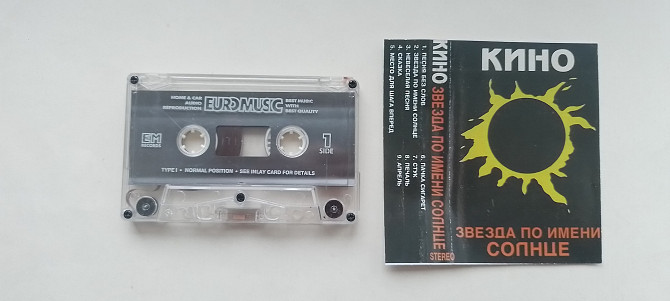 HOME & CAR
AUDIO
REPRODUCTION
EUROMUSIC
BEST MUSIC
WITH
BEST QUALITY
EM
RECORDS
1
SIDE
TYPE I • NORMAL POSITION • SEE INLAY CARD FOR DETAILS
КИНО ЗВЕЗДА ПО ИМЕНИ СОЛНЦЕ
STEREO
1. ПЕСНЯ БЕЗ СЛОВ
2. ЗВЕЗДА ПО ИМЕНИ СОЛНЦЕ
3. НЕВЕСЕЛАЯ ПЕСНЯ
4. СКАЗКА
5. МЕСТО ДЛЯ ШАГА ВПЕРЕД
6. ПАЧКА СИГАРЕТ
7. СТУК
8. ПЕЧАЛЬ
9. АПРЕЛЬ
КИНО
ЗВЕЗДА ПО ИМЕНИ
СОЛНЦЕ